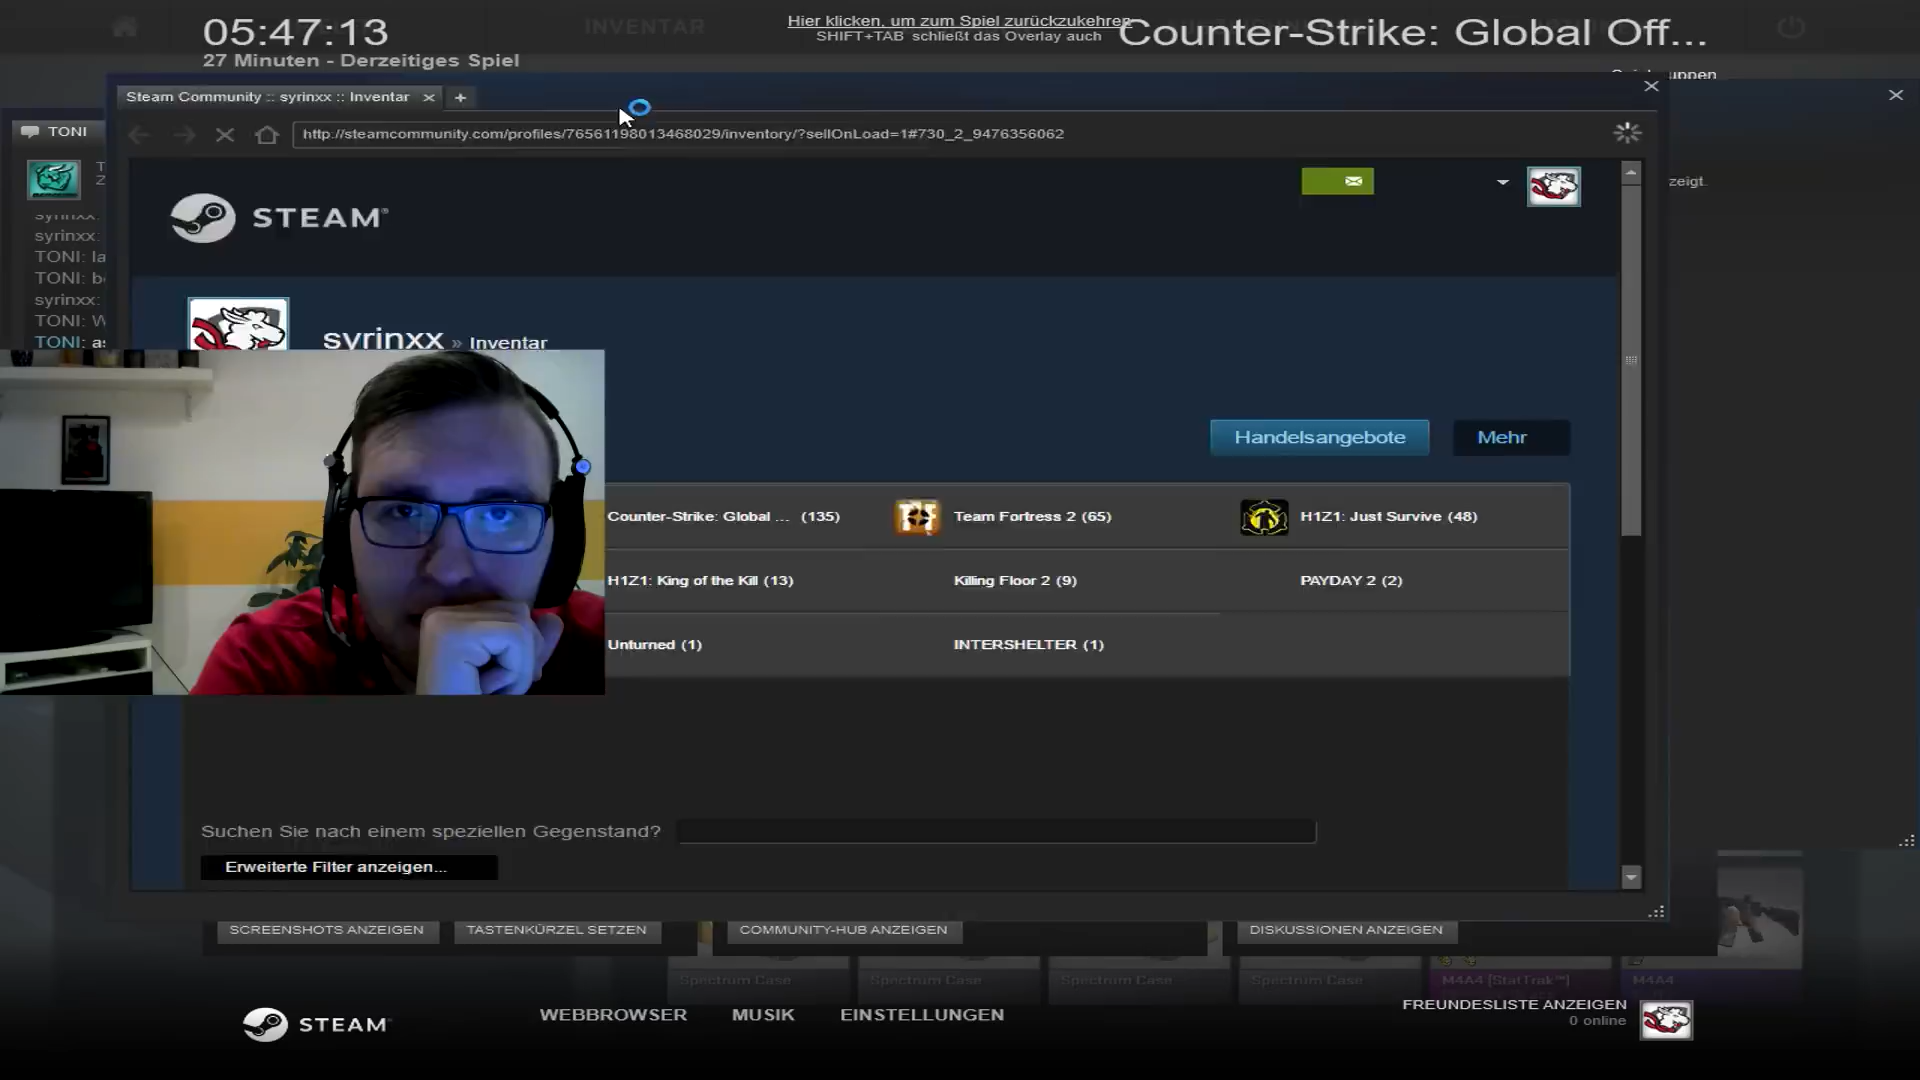 INVENTAR
05:47:13
27 Minuten - Derzeitiges Spiel
Hier klicken, um zum Spiel zurückzukehren
SHIFT+TAB schließt das Overlay auch
Counter-Strike: Global Off...
uppen
Steam Community :: syrinxx :: Inventar
http://steamcommunity.com/profiles/76561198013468029/inventory/?sellOnLoad=1#730_2_9476356062
TONI
zeigt.
STEAM
syrinxx:
syrinxx:
TONI: la
TONI: b
syrinxx:
TONI: W
TONI: a
syrinxx » Inventar
Handelsangebote
Mehr
Counter-Strike: Global ... (135)
Team Fortress 2 (65)
H1Z1: Just Survive (48)
H1Z1: King of the Kill (13)
Killing Floor 2 (9)
PAYDAY 2 (2)
Unturned (1)
INTERSHELTER (1)
Suchen Sie nach einem speziellen Gegenstand?
Erweiterte Filter anzeigen...
SCREENSHOTS ANZEIGEN
TASTENKÜRZEL SETZEN
COMMUNITY-HUB ANZEIGEN
DISKUSSIONEN ANZEIGEN
Spectrum Case
Spectrum Case
Spectrum Case
Spectrum Case
M4A4 [StatTrak™]
M4A4
STEAM
WEBBROWSER
MUSIK
EINSTELLUNGEN
FREUNDESLISTE ANZEIGEN
0 online